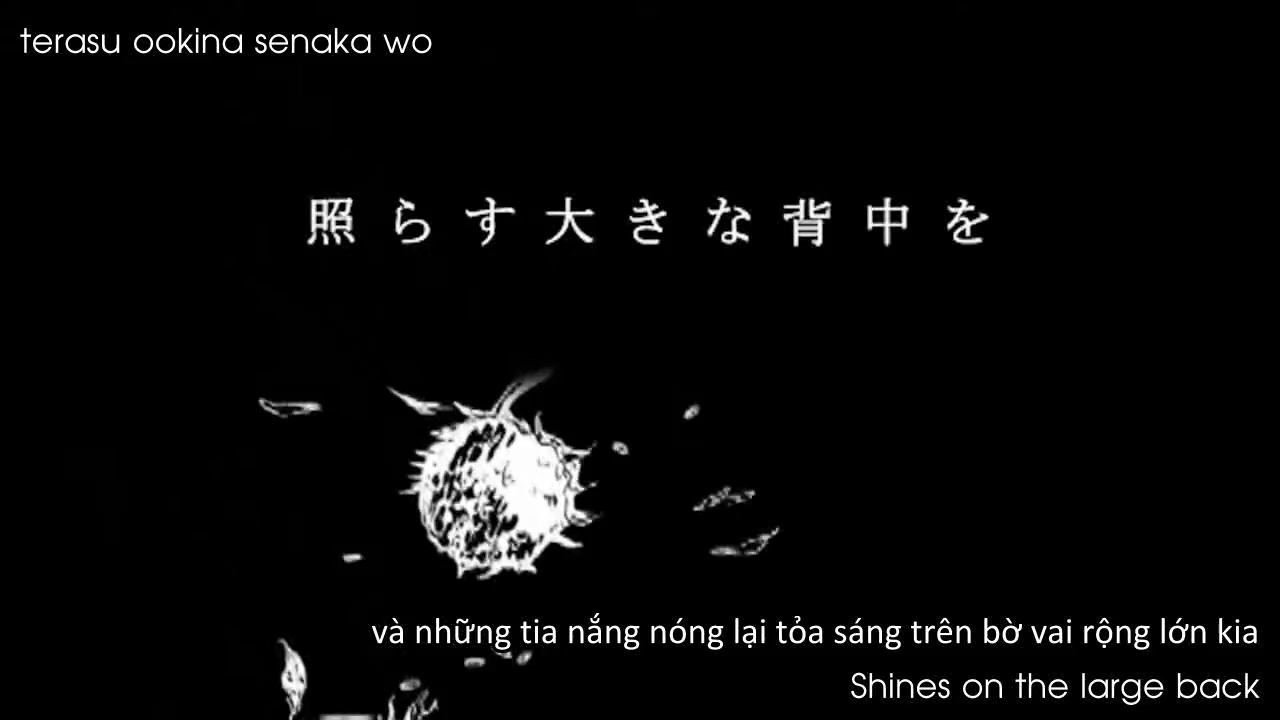 terasu ookina senaka wo
照らす大きな背中を
và những tia nắng nóng lại tỏa sáng trên bờ vai rộng lớn kia
Shines on the large back